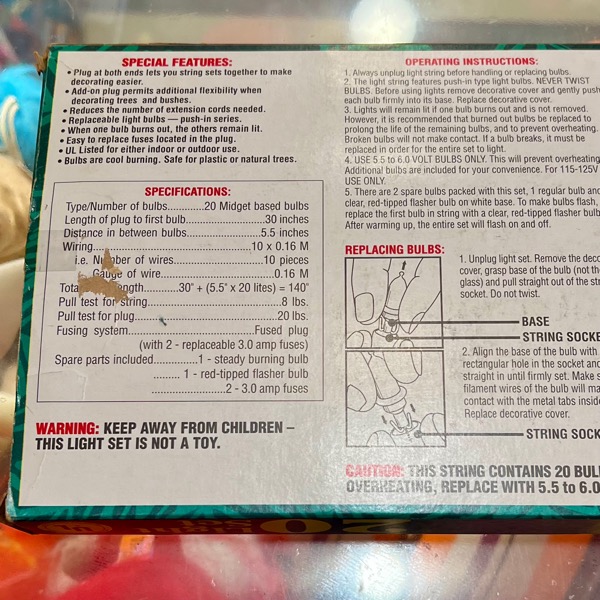 SPECIAL FEATURES:
• Plug at both ends lets you string sets together to make
decorating easier.
• Add-on plug permits additional flexibility when
decorating trees and bushes.
• Reduces the number of extension cords needed.
• Replaceable light bulbs — push-in series.
• When one bulb burns out, the others remain lit.
• Easy to replace fuses located in the plug.
• UL Listed for either indoor or outdoor use.
• Bulbs are cool burning. Safe for plastic or natural trees.
SPECIFICATIONS:
Type/Number of bulbs............20 Midget based bulbs
Length of plug to first bulb...........................30 inches
Distance in between bulbs..........................5.5 inches
Wiring.................................................10 x 0.16 M
i.e. Number of wires...........................10 pieces
Gauge of wire...................................0.16 M
Length............30" + (5.5" x 20 lites) = 140"
Pull test for string............................................8 lbs.
Pull test for plug.............................................20 lbs.
Fusing system.......................................Fused plug
(with 2 - replaceable 3.0 amp fuses)
Spare parts included..............1 - steady burning bulb
......... 1 - red-tipped flasher bulb
........................2 - 3.0 amp fuses
WARNING: KEEP AWAY FROM CHILDREN –
THIS LIGHT SET IS NOT A TOY.
OPERATING INSTRUCTIONS:
1. Always unplug light string before handling or replacing bulbs.
2. The light string features push-in type light bulbs. NEVER TWIST
BULBS. Before using lights remove decorative cover and gently push
each bulb firmly into its base. Replace decorative cover.
3. Lights will remain lit if one bulb burns out and is not removed.
However, it is recommended that burned out bulbs be replaced to
prolong the life of the remaining bulbs, and to prevent overheating.
Broken bulbs will not make contact. If a bulb breaks, it must be
replaced in order for the entire set to light.
4. USE 5.5 to 6.0 VOLT BULBS ONLY. This will prevent overheating
Additional bulbs are included for your convenience. For 115-125V
USE ONLY.
5. There are 2 spare bulbs packed with this set, 1 regular bulb and
clear, red-tipped flasher bulb on white base. To make bulbs flash,
replace the first bulb in string with a clear, red-tipped flasher bulb
After warming up, the entire set will flash on and off.
REPLACING BULBS:
1. Unplug light set. Remove the deco
cover, grasp base of the bulb (not th
glass) and pull straight out of the str
socket. Do not twist.
BASE
STRING SOCKE
2. Align the base of the bulb with
rectangular hole in the socket and
straight in until firmly set. Make s
filament wires of the bulb will ma
contact with the metal tabs inside
Replace decorative cover.
STRING SOCK
CAUTION: THIS STRING CONTAINS 20 BUL
OVERHEATING, REPLACE WITH 5.5 to 6.0